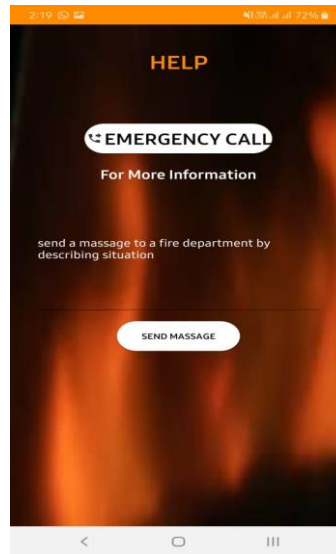 2:19
72%
HELP
EMERGENCY CALL
For More Information
send a massage to a fire department by
describing situation
SEND MASSAGE